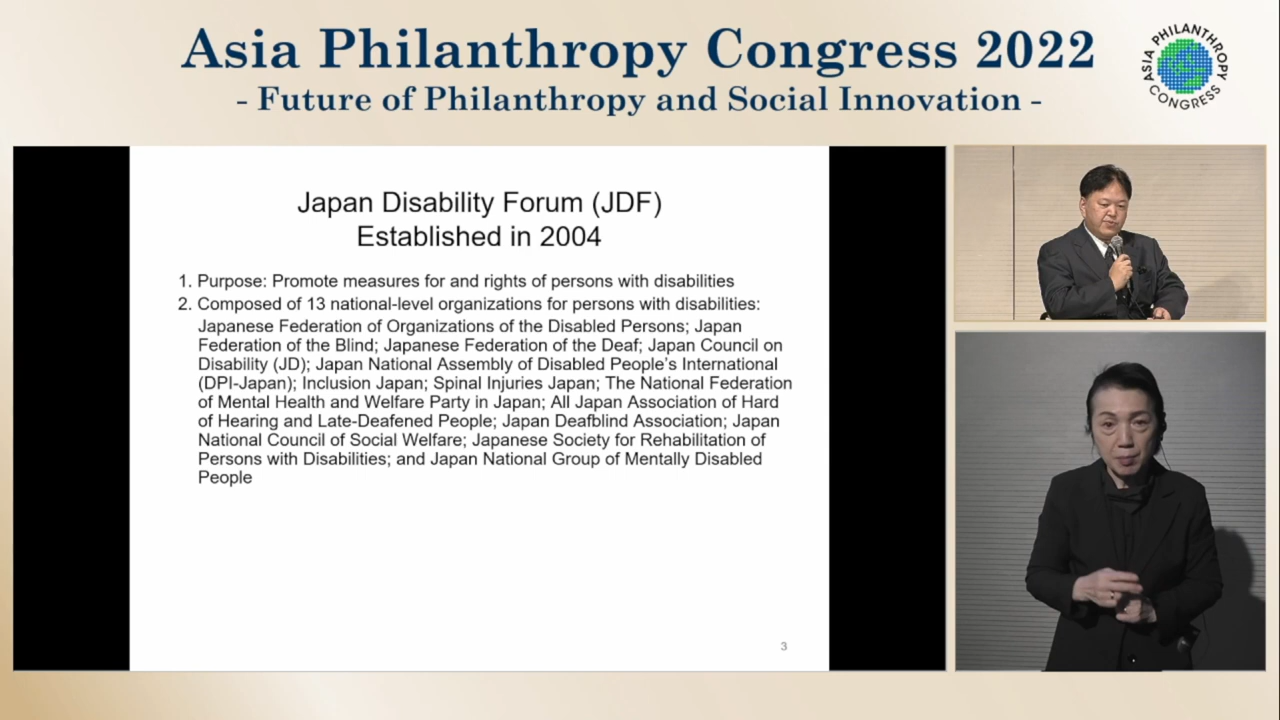 Asia Philanthropy Congress 2022
- Future of Philanthropy and Social Innovation -
ASIA PHILANTHROPY
CONGRESS
Japan Disability Forum (JDF)
Established in 2004
1. Purpose: Promote measures for and rights of persons with disabilities
2. Composed of 13 national-level organizations for persons with disabilities:
Japanese Federation of Organizations of the Disabled Persons; Japan
Federation of the Blind; Japanese Federation of the Deaf; Japan Council on
Disability (JD); Japan National Assembly of Disabled People's International
(DPI-Japan); Inclusion Japan; Spinal Injuries Japan; The National Federation
of Mental Health and Welfare Party in Japan; All Japan Association of Hard
of Hearing and Late-Deafened People; Japan Deafblind Association; Japan
National Council of Social Welfare; Japanese Society for Rehabilitation of
Persons with Disabilities; and Japan National Group of Mentally Disabled
People
3